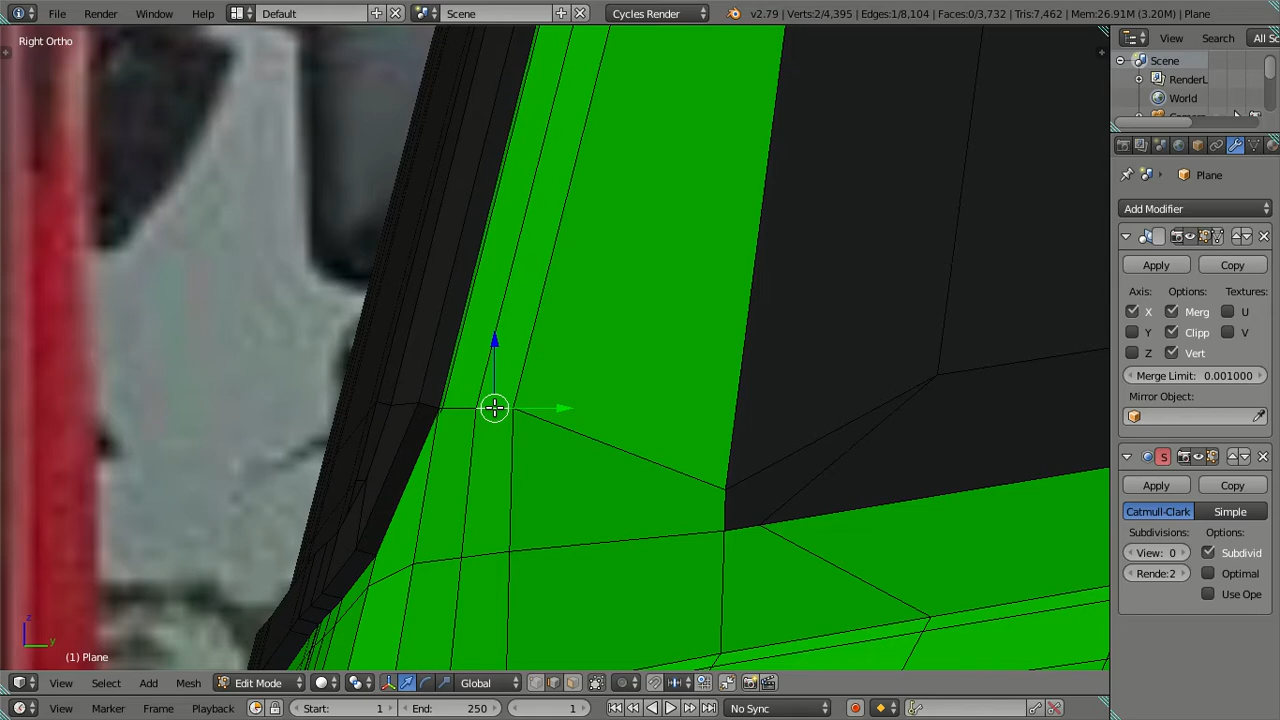 File Render Window Help Default Scene Cycles Render v2.79 | Verts:2/4,395 | Edges:1/8,104 | Faces:0/3,732 | Tris:7,462 | Mem:26.91M (3.20M) | Plane
Right Ortho
View Search All Sc
Scene
RenderL
World
Plane
Add Modifier
Apply Copy
Axis: Options: Textures:
X Merg U
Y Clipp V
Z Vert
Merge Limit: 0.001000
Mirror Object:
S
Apply Copy
Catmull-Clark Simple
Subdivisions: Options:
View: 0 Subdivid
Rende:2 Optimal
Use Ope
z
y
(1) Plane
View Select Add Mesh Edit Mode Global
View Marker Frame Playback Start: 1 End: 250 1 No Sync